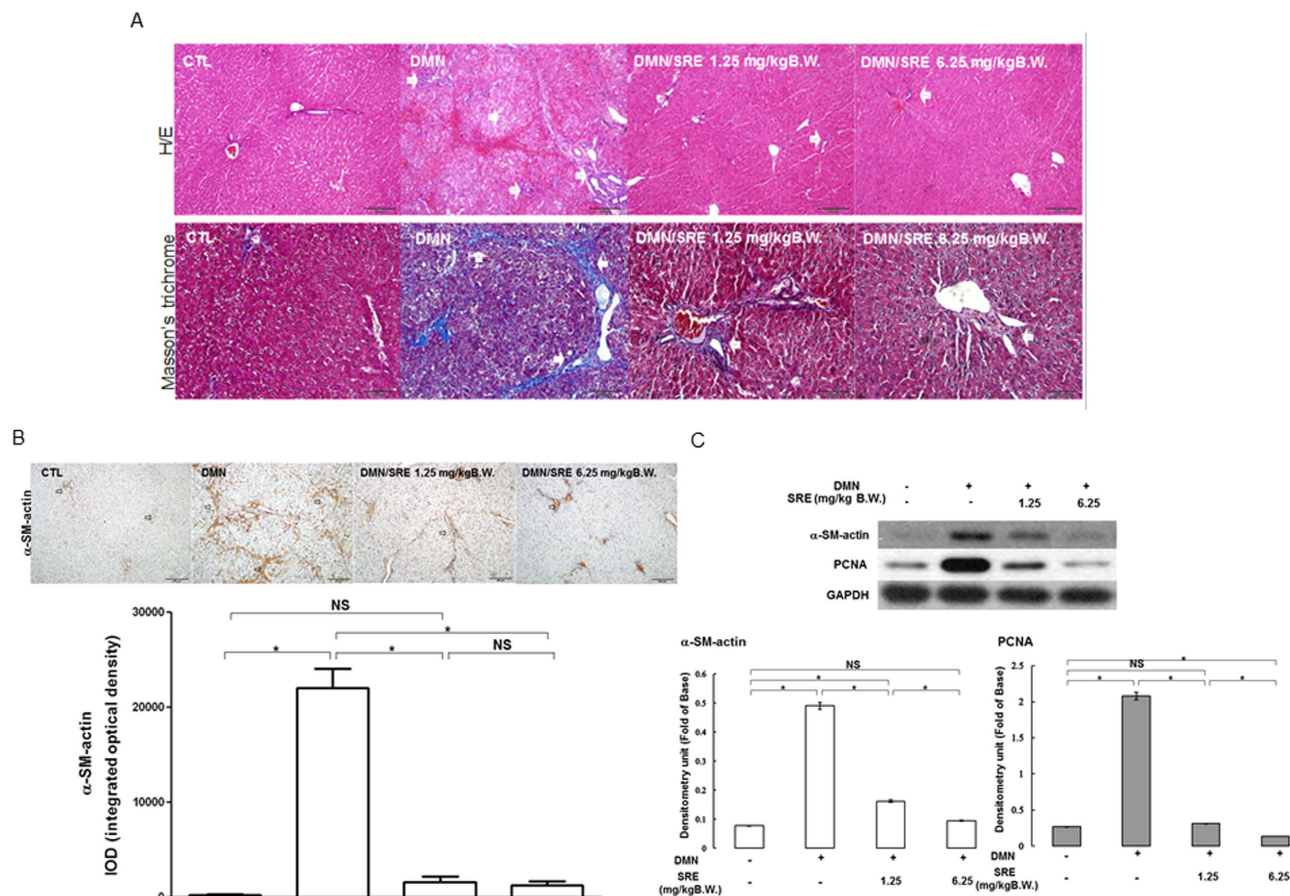 A
H/E
CTL
DMN
DMN/SRE 1.25 mg/kgB.W.
DMN/SRE 6.25 mg/kgB.W.
Masson's trichrome
CTL
DMN
DMN/SRE 1.25 mg/kgB.W.
DMN/SRE 6.25 mg/kgB.W.
B
α-SM-actin
CTL
DMN
DMN/SRE 1.25 mg/kgB.W.
DMN/SRE 6.25 mg/kgB.W.
α-SM-actin
IOD (integrated optical density)
30000
20000
10000
0
NS
*
NS
* *
C
DMN - + + +
SRE (mg/kg B.W.) - - 1.25 6.25
α-SM-actin
PCNA
GAPDH
α-SM-actin
Densitometry unit (Fold of Base)
0.6
0.5
0.4
0.3
0.2
0.1
0
NS
*
* * *
DMN - + + +
SRE - - 1.25 6.25
(mg/kgB.W.)
PCNA
Densitometry unit (Fold of Base)
2.5
2
1.5
1
0.5
0
*
NS
* * *
DMN - + + +
SRE - - 1.25 6.25
(mg/kgB.W.)